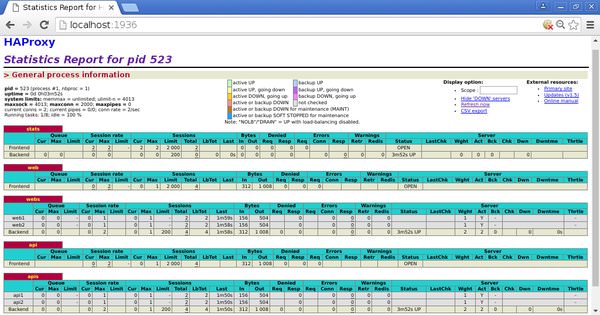 Statistics Report for H
localhost:1936
HAProxy
Statistics Report for pid 523
> General process information
pid = 523 (process #1, nbproc = 1)
uptime = 0d 0h03m52s
system limits: memmax = unlimited; ulimit-n = 4013
maxsock = 4013; maxconn = 2000; maxpipes = 0
current conns = 2; current pipes = 0/0; conn rate = 2/sec
Running tasks: 1/8; idle = 100 %
active UP backup UP
active UP, going down backup UP, going down
active DOWN, going up backup DOWN, going up
active or backup DOWN not checked
active or backup DOWN for maintenance (MAINT)
active or backup SOFT STOPPED for maintenance
Note: "NOLB"/"DRAIN" = UP with load-balancing disabled.
Display option:
Scope :
Hide 'DOWN' servers
Refresh now
CSV export
External resources:
Primary site
Updates (v1.5)
Online manual
stats
Queue Session rate Sessions Bytes Denied Errors Warnings Server
Cur Max Limit Cur Max Limit Cur Max Limit Total LbTot Last In Out Req Resp Req Conn Resp Retr Redis Status LastChk Wght Act Bck Chk Dwn Dwntme Thrtle
Frontend 2 2 - 2 2 2 000 2 0 0 0 0 0 OPEN
Backend 0 0 0 0 0 0 200 0 0 0s 0 0 0 0 0 0 0 0 3m52s UP 0 0 0 0
web
Queue Session rate Sessions Bytes Denied Errors Warnings Server
Cur Max Limit Cur Max Limit Cur Max Limit Total LbTot Last In Out Req Resp Req Conn Resp Retr Redis Status LastChk Wght Act Bck Chk Dwn Dwntme Thrtle
Frontend 0 2 - 0 1 2 000 4 312 1 008 0 0 0 OPEN
webs
Queue Session rate Sessions Bytes Denied Errors Warnings Server
Cur Max Limit Cur Max Limit Cur Max Limit Total LbTot Last In Out Req Resp Req Conn Resp Retr Redis Status LastChk Wght Act Bck Chk Dwn Dwntme Thrtle
web1 0 0 - 0 1 0 1 - 2 2 1m59s 156 504 0 0 0 0 0 1 Y - -
web2 0 0 - 0 1 0 1 - 2 2 1m58s 156 504 0 0 0 0 0 1 Y - -
Backend 0 0 0 2 0 1 200 4 4 1m58s 312 1 008 0 0 0 0 0 0 3m52s UP 2 2 0 0 0s
api
Queue Session rate Sessions Bytes Denied Errors Warnings Server
Cur Max Limit Cur Max Limit Cur Max Limit Total LbTot Last In Out Req Resp Req Conn Resp Retr Redis Status LastChk Wght Act Bck Chk Dwn Dwntme Thrtle
Frontend 0 2 - 0 1 2 000 4 312 1 008 0 0 0 OPEN
apis
Queue Session rate Sessions Bytes Denied Errors Warnings Server
Cur Max Limit Cur Max Limit Cur Max Limit Total LbTot Last In Out Req Resp Req Conn Resp Retr Redis Status LastChk Wght Act Bck Chk Dwn Dwntme Thrtle
api1 0 0 - 0 1 0 1 - 2 2 1m50s 156 504 0 0 0 0 0 1 Y - -
api2 0 0 - 0 1 0 1 - 2 2 1m50s 156 504 0 0 0 0 0 1 Y - -
Backend 0 0 0 2 0 1 200 4 4 1m50s 312 1 008 0 0 0 0 0 0 3m52s UP 2 2 0 0 0s